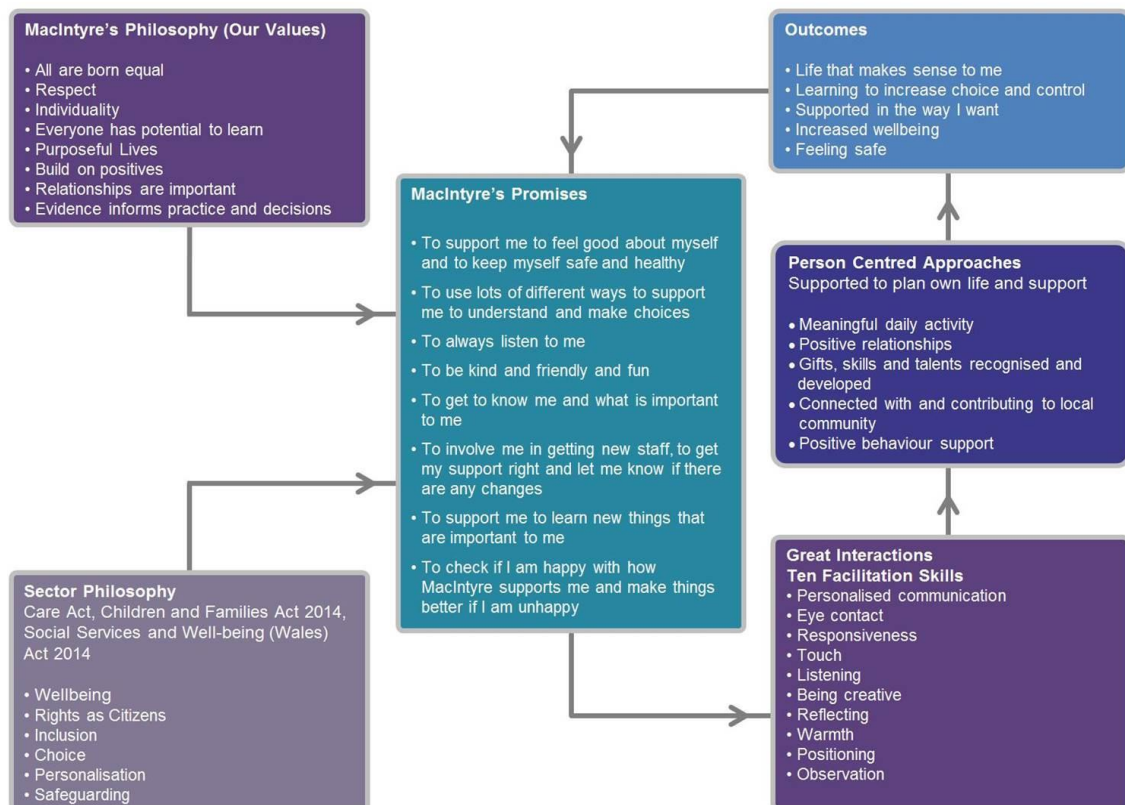 MacIntyre's Philosophy (Our Values)
• All are born equal
• Respect
• Individuality
• Everyone has potential to learn
• Purposeful Lives
• Build on positives
• Relationships are important
• Evidence informs practice and decisions
Sector Philosophy
Care Act, Children and Families Act 2014,
Social Services and Well-being (Wales)
Act 2014
• Wellbeing
• Rights as Citizens
• Inclusion
• Choice
• Personalisation
• Safeguarding
MacIntyre's Promises
• To support me to feel good about myself
and to keep myself safe and healthy
• To use lots of different ways to support
me to understand and make choices
• To always listen to me
• To be kind and friendly and fun
• To get to know me and what is important
to me
• To involve me in getting new staff, to get
my support right and let me know if there
are any changes
• To support me to learn new things that
are important to me
• To check if I am happy with how
MacIntyre supports me and make things
better if I am unhappy
Outcomes
• Life that makes sense to me
• Learning to increase choice and control
• Supported in the way I want
• Increased wellbeing
• Feeling safe
Person Centred Approaches
Supported to plan own life and support
• Meaningful daily activity
• Positive relationships
• Gifts, skills and talents recognised and
developed
• Connected with and contributing to local
community
• Positive behaviour support
Great Interactions
Ten Facilitation Skills
• Personalised communication
• Eye contact
• Responsiveness
• Touch
• Listening
• Being creative
• Reflecting
• Warmth
• Positioning
• Observation